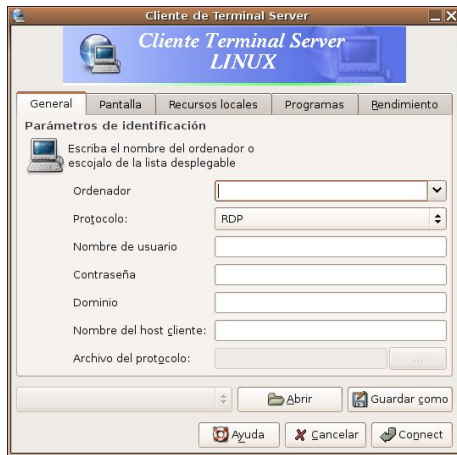 Cliente de Terminal Server
Cliente Terminal Server
LINUX
General Pantalla Recursos locales Programas Rendimiento
Parámetros de identificación
Escriba el nombre del ordenador o
escojalo de la lista desplegable
Ordenador
Protocolo: RDP
Nombre de usuario
Contraseña
Dominio
Nombre del host cliente:
Archivo del protocolo: ...
Abrir Guardar como
Ayuda Cancelar Connect